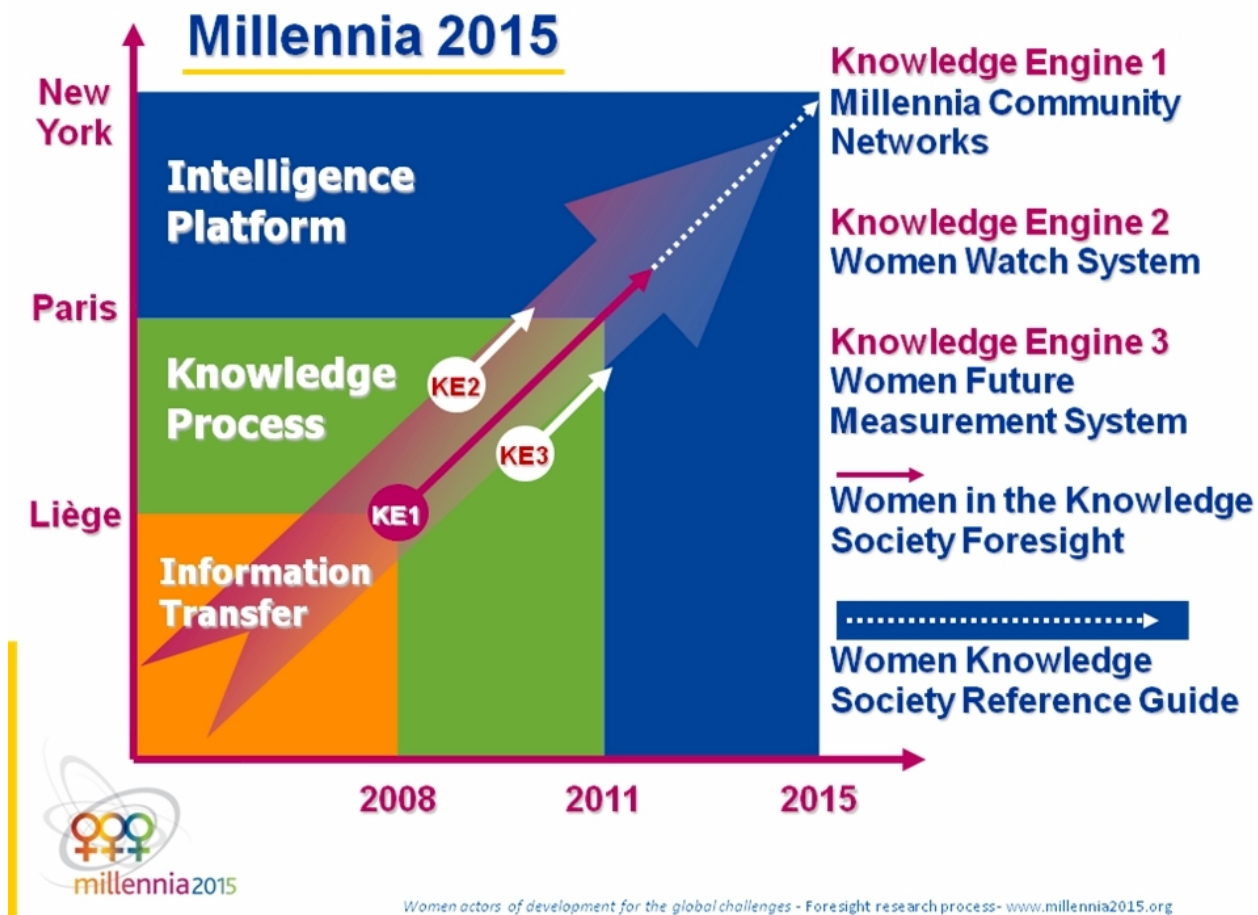 Millennia 2015
New
York
Paris
Liège
Intelligence
Platform
Knowledge
Process
Information
Transfer
KE2
KE3
KE1
2008
2011
2015
Knowledge Engine 1
Millennia Community
Networks
Knowledge Engine 2
Women Watch System
Knowledge Engine 3
Women Future
Measurement System
Women in the Knowledge
Society Foresight
Women Knowledge
Society Reference Guide
millennia2015
Women actors of development for the global challenges - Foresight research process- www.millennia2015.org